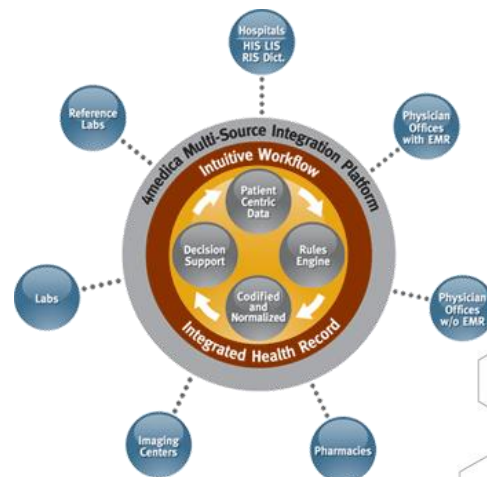 Hospitals
HIS LIS
RIS Dict.
Reference
Labs
Physician
Offices
with EMR
4medica Multi-Source Integration Platform
Intuitive Workflow
Patient
Centric
Data
Decision
Support
Rules
Engine
Codified
and
Normalized
Integrated Health Record
Labs
Physician
Offices
w/o EMR
Imaging
Centers
Pharmacies